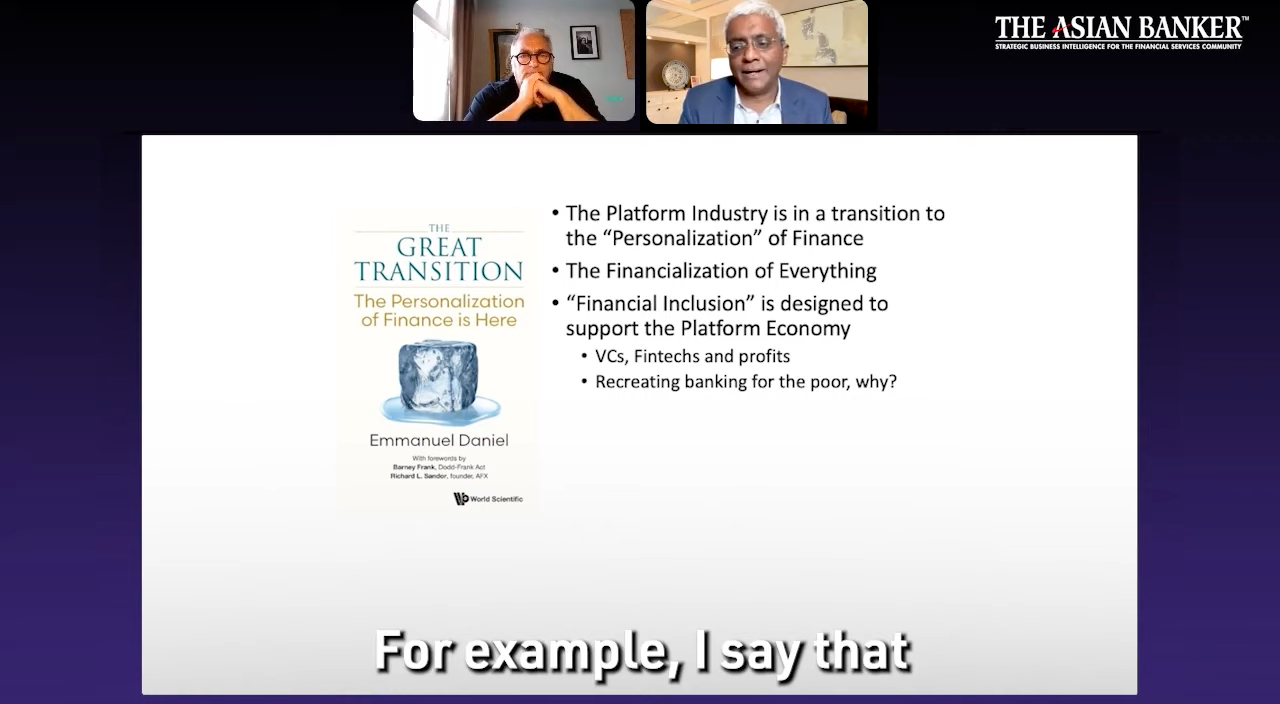 THE ASIAN BANKER™
STRATEGIC BUSINESS INTELLIGENCE FOR THE FINANCIAL SERVICES COMMUNITY
THE
GREAT
TRANSITION
The Personalization
of Finance is Here
Emmanuel Daniel
With forewords by
Barney Frank, Dodd-Frank Act
Richard L. Sandor, founder, AFX
World Scientific
• The Platform Industry is in a transition to
the “Personalization” of Finance
• The Financialization of Everything
• “Financial Inclusion” is designed to
support the Platform Economy
• VCs, Fintechs and profits
• Recreating banking for the poor, why?
For example, I say that